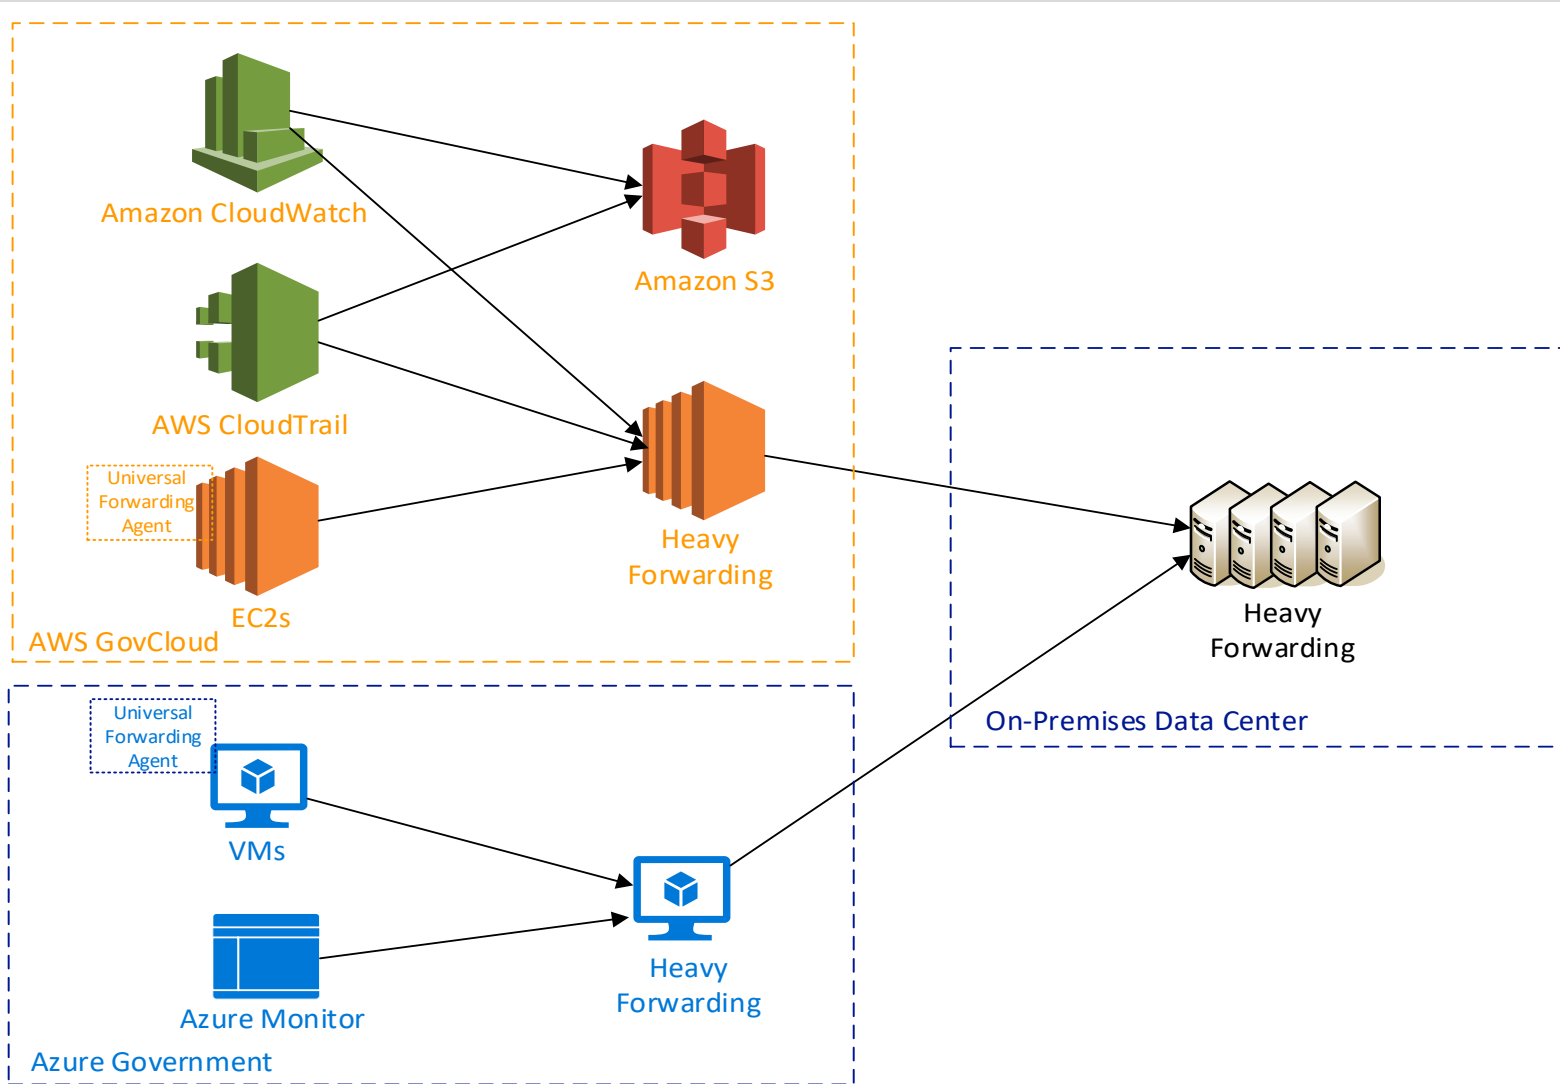 Amazon CloudWatch
Amazon S3
AWS CloudTrail
Universal
Forwarding
Agent
EC2s
Heavy
Forwarding
AWS GovCloud
Heavy
Forwarding
On-Premises Data Center
Universal
Forwarding
Agent
VMs
Heavy
Forwarding
Azure Monitor
Azure Government